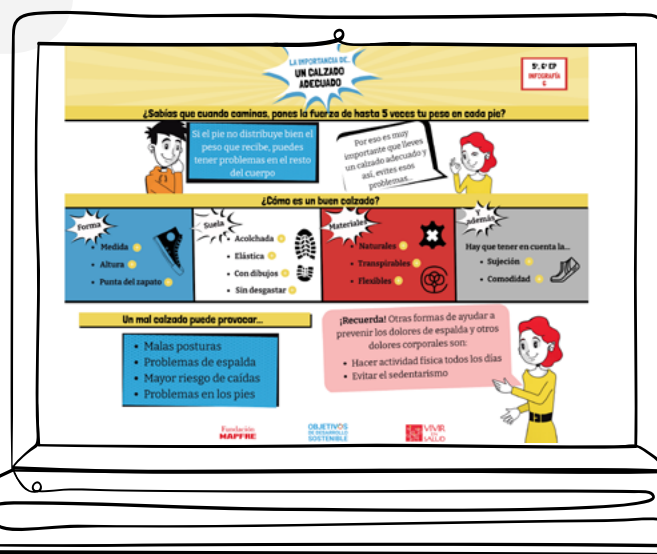 LA IMPORTANCIA DE...
UN CALZADO
ADECUADO
5º, 6º EP
INFOGRAFÍA
6
¿Sabías que cuando caminas, pones la fuerza de hasta 5 veces tu peso en cada pie?
Si el pie no distribuye bien el
peso que recibe, puedes
tener problemas en el resto
del cuerpo
Por eso es muy
importante que lleves
un calzado adecuado y
así, evites esos
problemas...
¿Cómo es un buen calzado?
Forma
• Medida
• Altura
• Punta del zapato
Suela
• Acolchada
• Elástica
• Con dibujos
• Sin desgastar
Materiales
• Naturales
• Transpirables
• Flexibles
Y
además
Hay que tener en cuenta la...
• Sujeción
• Comodidad
Un mal calzado puede provocar...
• Malas posturas
• Problemas de espalda
• Mayor riesgo de caídas
• Problemas en los pies
¡Recuerda! Otras formas de ayudar a
prevenir los dolores de espalda y otros
dolores corporales son:
• Hacer actividad física todos los días
• Evitar el sedentarismo
Fundación
MAPFRE
OBJETIVOS
DE DESARROLLO
SOSTENIBLE
VIVIR
EN
SALUD